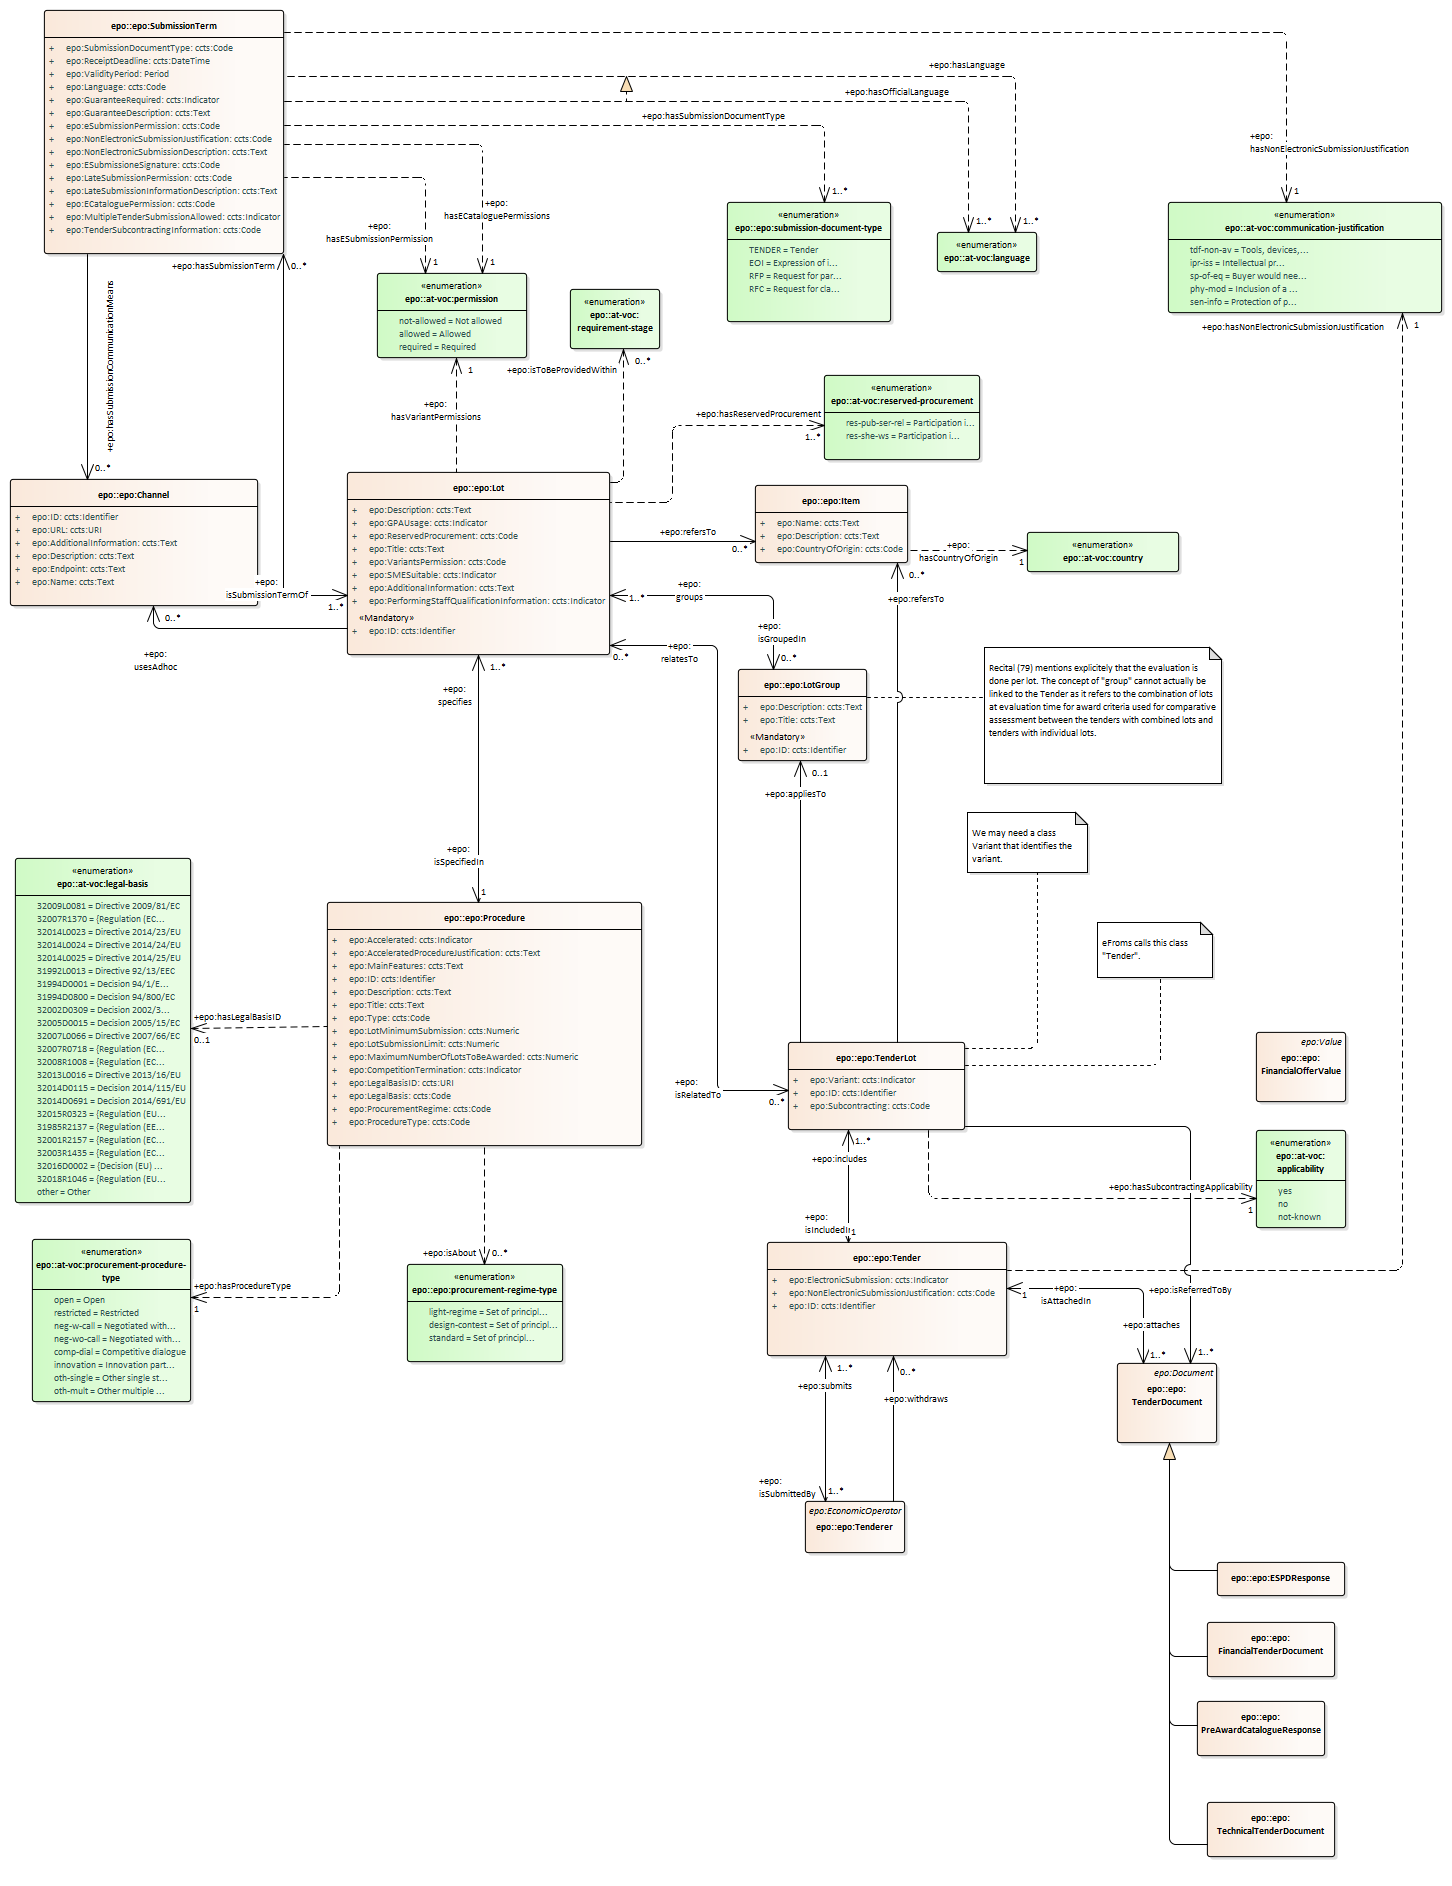 epo::epo:SubmissionTerm
+ epo:SubmissionDocumentType: ccts:Code
+ epo:ReceiptDeadline: ccts:DateTime
+ epo:ValidityPeriod: Period
+ epo:Language: ccts:Code
+ epo:GuaranteeRequired: ccts:Indicator
+ epo:GuaranteeDescription: ccts:Text
+ epo:eSubmissionPermission: ccts:Code
+ epo:NonElectronicSubmissionJustification: ccts:Code
+ epo:NonElectronicSubmissionDescription: ccts:Text
+ epo:ESubmissioneSignature: ccts:Code
+ epo:LateSubmissionPermission: ccts:Code
+ epo:LateSubmissionInformationDescription: ccts:Text
+ epo:ECataloguePermission: ccts:Code
+ epo:MultipleTenderSubmissionAllowed: ccts:Indicator
+ epo:TenderSubcontractingInformation: ccts:Code
+epo:hasLanguage
+epo:hasOfficialLanguage
+epo:hasSubmissionDocumentType
+epo:
hasNonElectronicSubmissionJustification
1
1..*
1..*
1..*
+epo:
hasECataloguePermissions
+epo:
hasESubmissionPermission
1
1
«enumeration»
epo::epo:submission-document-type
TENDER = Tender
EOI = Expression of i...
RFP = Request for par...
RFC = Request for cla...
«enumeration»
epo::at-voc:language
«enumeration»
epo::at-voc:communication-justification
tdf-non-av = Tools, devices,...
ipr-iss = Intellectual pr...
sp-of-eq = Buyer would nee...
phy-mod = Inclusion of a ...
sen-info = Protection of p...
+epo:hasNonElectronicSubmissionJustification
1
+epo:hasSubmissionTerm
0..*
+epo:hasSubmissionCommunicationMeans
0..*
«enumeration»
epo::at-voc:permission
not-allowed = Not allowed
allowed = Allowed
required = Required
«enumeration»
epo::at-voc:
requirement-stage
+epo:isToBeProvidedWithin
0..*
1
+epo:
hasVariantPermissions
«enumeration»
epo::at-voc:reserved-procurement
res-pub-ser-rel = Participation i...
res-she-ws = Participation i...
+epo:hasReservedProcurement
1..*
epo::epo:Channel
+ epo:ID: ccts:Identifier
+ epo:URL: ccts:URI
+ epo:AdditionalInformation: ccts:Text
+ epo:Description: ccts:Text
+ epo:Endpoint: ccts:Text
+ epo:Name: ccts:Text
+epo:
isSubmissionTermOf
1..*
0..*
+epo:
usesAdhoc
epo::epo:Lot
+ epo:Description: ccts:Text
+ epo:GPAUsage: ccts:Indicator
+ epo:ReservedProcurement: ccts:Code
+ epo:Title: ccts:Text
+ epo:VariantsPermission: ccts:Code
+ epo:SMESuitable: ccts:Indicator
+ epo:AdditionalInformation: ccts:Text
+ epo:PerformingStaffQualificationInformation: ccts:Indicator
«Mandatory»
+ epo:ID: ccts:Identifier
+epo:refersTo
0..*
epo::epo:Item
+ epo:Name: ccts:Text
+ epo:Description: ccts:Text
+ epo:CountryOfOrigin: ccts:Code
+epo:
hasCountryOfOrigin
1
«enumeration»
epo::at-voc:country
0..*
+epo:refersTo
1..*
+epo:
groups
+epo:
isGroupedIn
0..*
0..*
+epo:
relatesTo
epo::epo:LotGroup
+ epo:Description: ccts:Text
+ epo:Title: ccts:Text
«Mandatory»
+ epo:ID: ccts:Identifier
0..1
+epo:appliesTo
Recital (79) mentions explicitely that the evaluation is
done per lot. The concept of "group" cannot actually be
linked to the Tender as it refers to the combination of lots
at evaluation time for award criteria used for comparative
assessment between the tenders with combined lots and
tenders with individual lots.
We may need a class
Variant that identifies the
variant.
eFroms calls this class
"Tender".
1..*
+epo:
specifies
+epo:
isSpecifiedIn
1
«enumeration»
epo::at-voc:legal-basis
32009L0081 = Directive 2009/81/EC
32007R1370 = {Regulation (EC...
32014L0023 = Directive 2014/23/EU
32014L0024 = Directive 2014/24/EU
32014L0025 = Directive 2014/25/EU
31992L0013 = Directive 92/13/EEC
31994D0001 = Decision 94/1/E...
31994D0800 = Decision 94/800/EC
32002D0309 = Decision 2002/3...
32005D0015 = Decision 2005/15/EC
32007L0066 = Directive 2007/66/EC
32007R0718 = {Regulation (EC...
32008R1008 = {Regulation (EC...
32013L0016 = Directive 2013/16/EU
32014D0115 = Decision 2014/115/EU
32014D0691 = Decision 2014/691/EU
32015R0323 = {Regulation (EU...
31985R2137 = {Regulation (EE...
32001R2157 = {Regulation (EC...
32003R1435 = {Regulation (EC...
32016D0002 = {Decision (EU) ...
32018R1046 = {Regulation (EU...
other = Other
+epo:hasLegalBasisID
0..1
epo::epo:Procedure
+ epo:Accelerated: ccts:Indicator
+ epo:AcceleratedProcedureJustification: ccts:Text
+ epo:MainFeatures: ccts:Text
+ epo:ID: ccts:Identifier
+ epo:Description: ccts:Text
+ epo:Title: ccts:Text
+ epo:Type: ccts:Code
+ epo:LotMinimumSubmission: ccts:Numeric
+ epo:LotSubmissionLimit: ccts:Numeric
+ epo:MaximumNumberOfLotsToBeAwarded: ccts:Numeric
+ epo:CompetitionTermination: ccts:Indicator
+ epo:LegalBasisID: ccts:URI
+ epo:LegalBasis: ccts:Code
+ epo:ProcurementRegime: ccts:Code
+ epo:ProcedureType: ccts:Code
+epo:
isRelatedTo
0..*
epo::epo:TenderLot
+ epo:Variant: ccts:Indicator
+ epo:ID: ccts:Identifier
+ epo:Subcontracting: ccts:Code
epo:Value
epo::epo:
FinancialOfferValue
1..*
+epo:includes
+epo:
isIncludedIn
1
+epo:hasSubcontractingApplicability
1
«enumeration»
epo::at-voc:
applicability
yes
no
not-known
«enumeration»
epo::at-voc:procurement-procedure-
type
open = Open
restricted = Restricted
neg-w-call = Negotiated with...
neg-wo-call = Negotiated with...
comp-dial = Competitive dialogue
innovation = Innovation part...
oth-single = Other single st...
oth-mult = Other multiple ...
+epo:hasProcedureType
1
+epo:isAbout
0..*
«enumeration»
epo::epo:procurement-regime-type
light-regime = Set of principl...
design-contest = Set of principl...
standard = Set of principl...
epo::epo:Tender
+ epo:ElectronicSubmission: ccts:Indicator
+ epo:NonElectronicSubmissionJustification: ccts:Code
+ epo:ID: ccts:Identifier
1
+epo:
isAttachedIn
+epo:isReferredToBy
+epo:attaches
1..*
1..*
epo:Document
epo::epo:
TenderDocument
1..*
+epo:submits
0..*
+epo:withdraws
+epo:
isSubmittedBy
1..*
epo:EconomicOperator
epo::epo:Tenderer
epo::epo:ESPDResponse
epo::epo:
FinancialTenderDocument
epo::epo:
PreAwardCatalogueResponse
epo::epo:
TechnicalTenderDocument